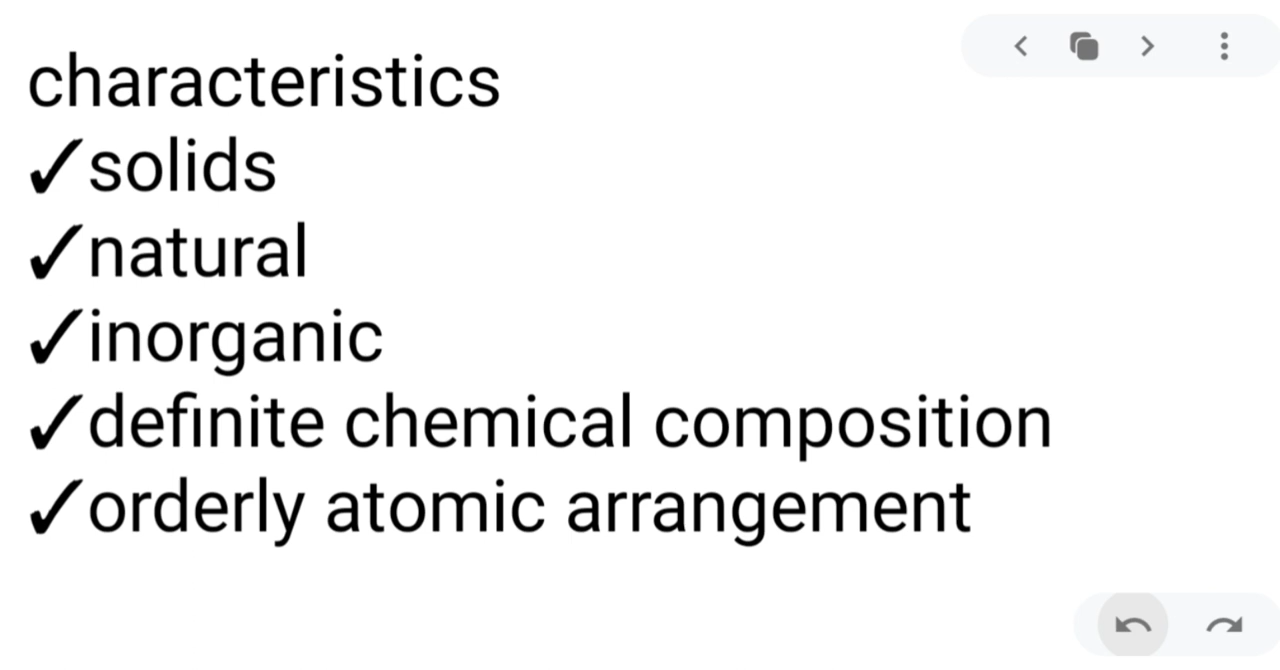 characteristics
✓solids
✓natural
✓inorganic
✓definite chemical composition
✓orderly atomic arrangement